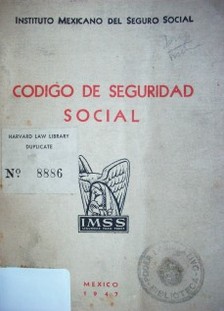 INSTITUTO MEXICANO DEL SEGURO SOCIAL
CODIGO DE SEGURIDAD
SOCIAL
HARVARD LAW LIBRARY
DUPLICATE
Nº 8886
IMSS
MEXICO
1947